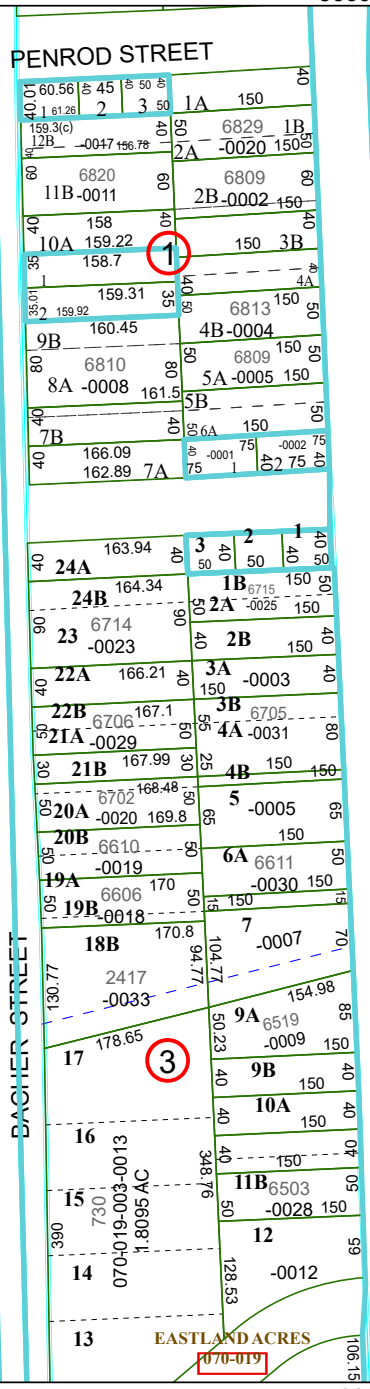 PENROD STREET
40.01 60.56 40 45 40 50 40
1 61.26 2 3 50 1A 150 40
159.3(c) 40 50 6829 1B
12B -0017 156.78 2A -0020 150 50
60 6820 60 6809
11B -0011 2B -0002 150
40 158 40 40
10A 159.22 1 150 3B
35 158.7 40
1 40 4A
35.01 159.31 35 50 6813 150 50
2 159.92
160.45 4B -0004
9B
80 6810 80 50 6809 150 50
8A -0008 161.5 5A -0005 150
5B
40 40 6A 150 50
7B 50
40 166.09 40 -0001 75 -0002 75
162.89 7A 75 1 40 2 75 40
163.94 3 2 1 40
40 24A 40 50 40 50 40 50
164.34 1B 6715 150 50
24B 50 2A -0025
90 6714 90 150
23 -0023 40 2B 150 40
22A 166.21 3A
40 40 150 -0003 40
22B 167.1 3B
50 6706 50 55 6705
21A -0029 4A -0031 80
167.99
30 21B 30 25 4B 150 150
168.48 5
50 6702 50 -0005
20A -0020 169.8 65 65
20B 150
50 6610 50 6A 6611 50
-0019
19A 170 -0030 150
50 6606 50 15 150 15
19B -0018
170.8 7
18B 94.77 104.77 -0007 70
130.77 2417
-0033
154.98
178.65 50.23 9A 6519 85
17 3 -0009 150
40 9B 150 40
10A
40 150 40
16 40 150 40
348.76
15 730 070-019-003-0013 1.8095 AC
11B 6503 50
50 -0028 150
390 12 65
14 128.53 -0012
13 EASTLAND ACRES
070-019 106.15
BACHER STREET